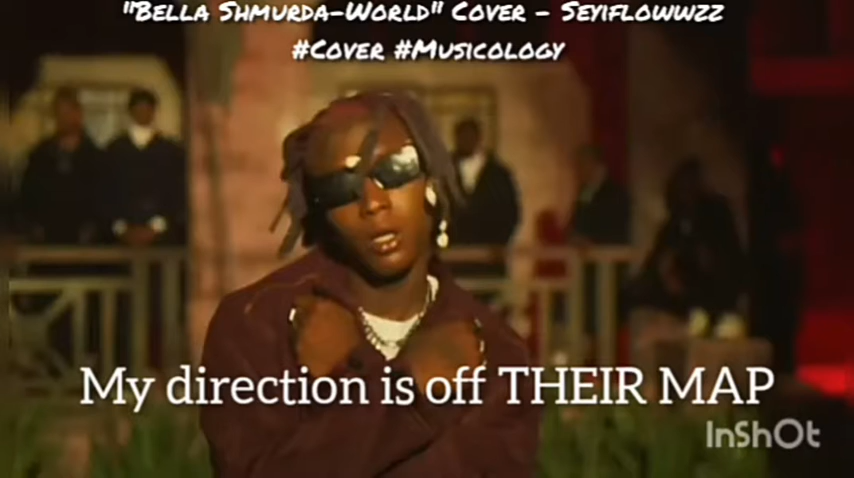 "Bella Shmurda-World" Cover - Seyiflowwzz
#Cover #Musicology
My direction is off THEIR MAP
InShOt